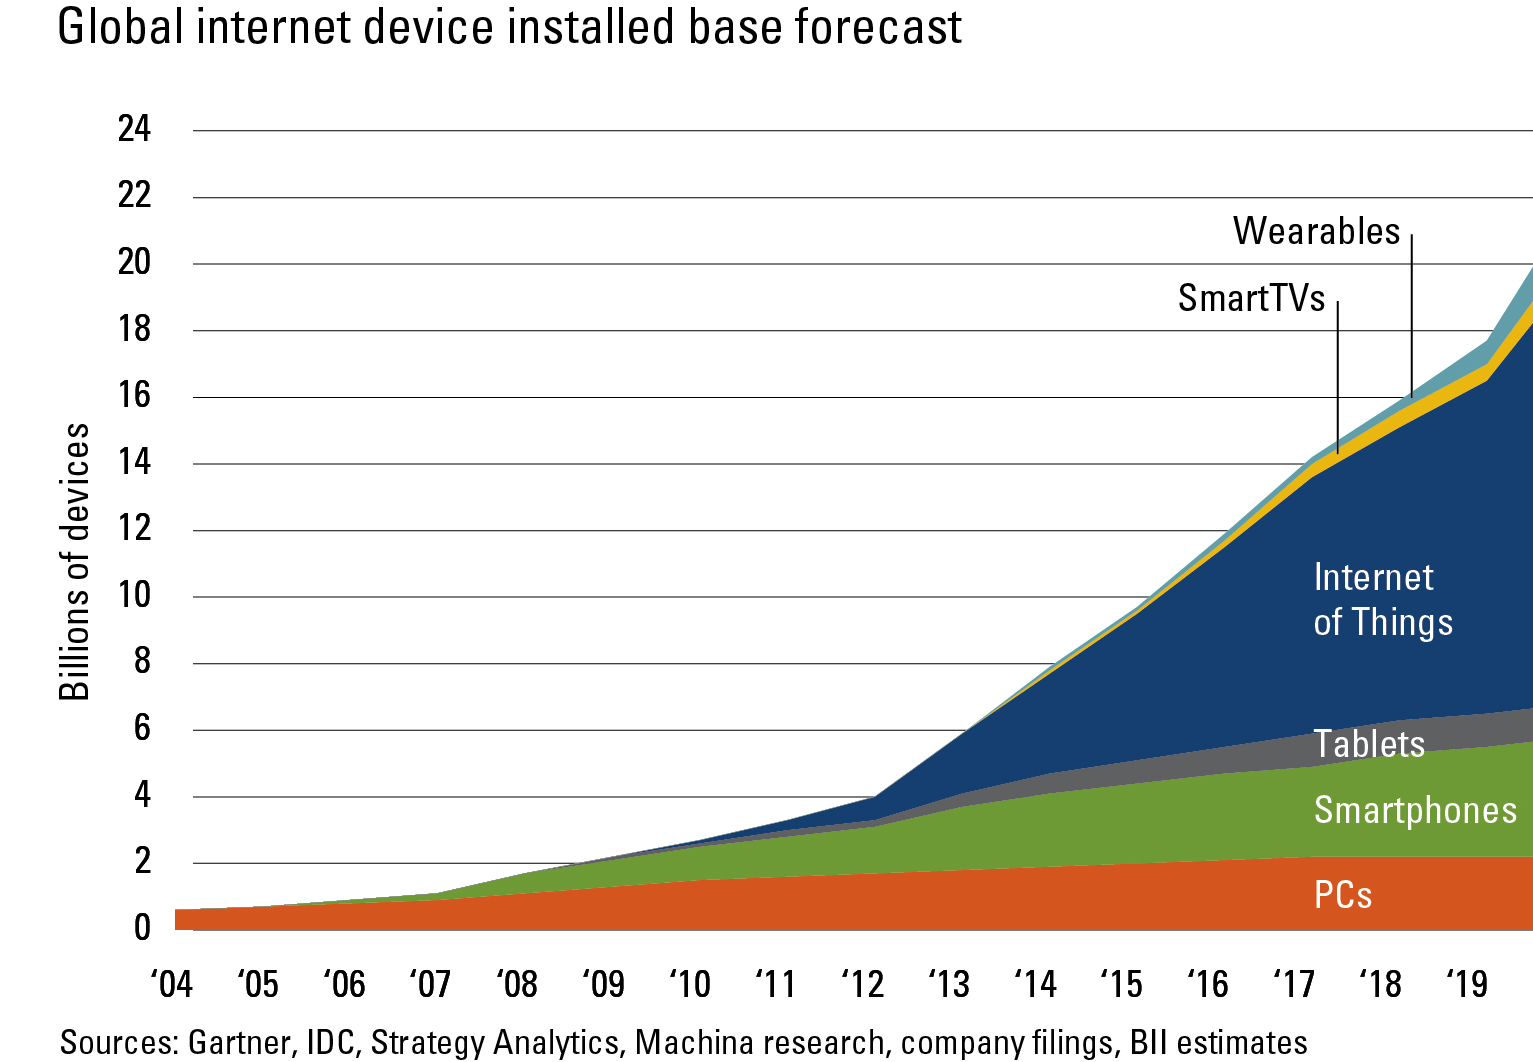 Global internet device installed base forecast
24
22
20
18
16
14
12
10
8
6
4
2
0
Billions of devices
Wearables
SmartTVs
Internet
of Things
Tablets
Smartphones
PCs
‘04 ‘05 ‘06 ‘07 ‘08 ‘09 ‘10 ‘11 ‘12 ‘13 ‘14 ‘15 ‘16 ‘17 ‘18 ‘19
Sources: Gartner, IDC, Strategy Analytics, Machina research, company filings, BII estimates